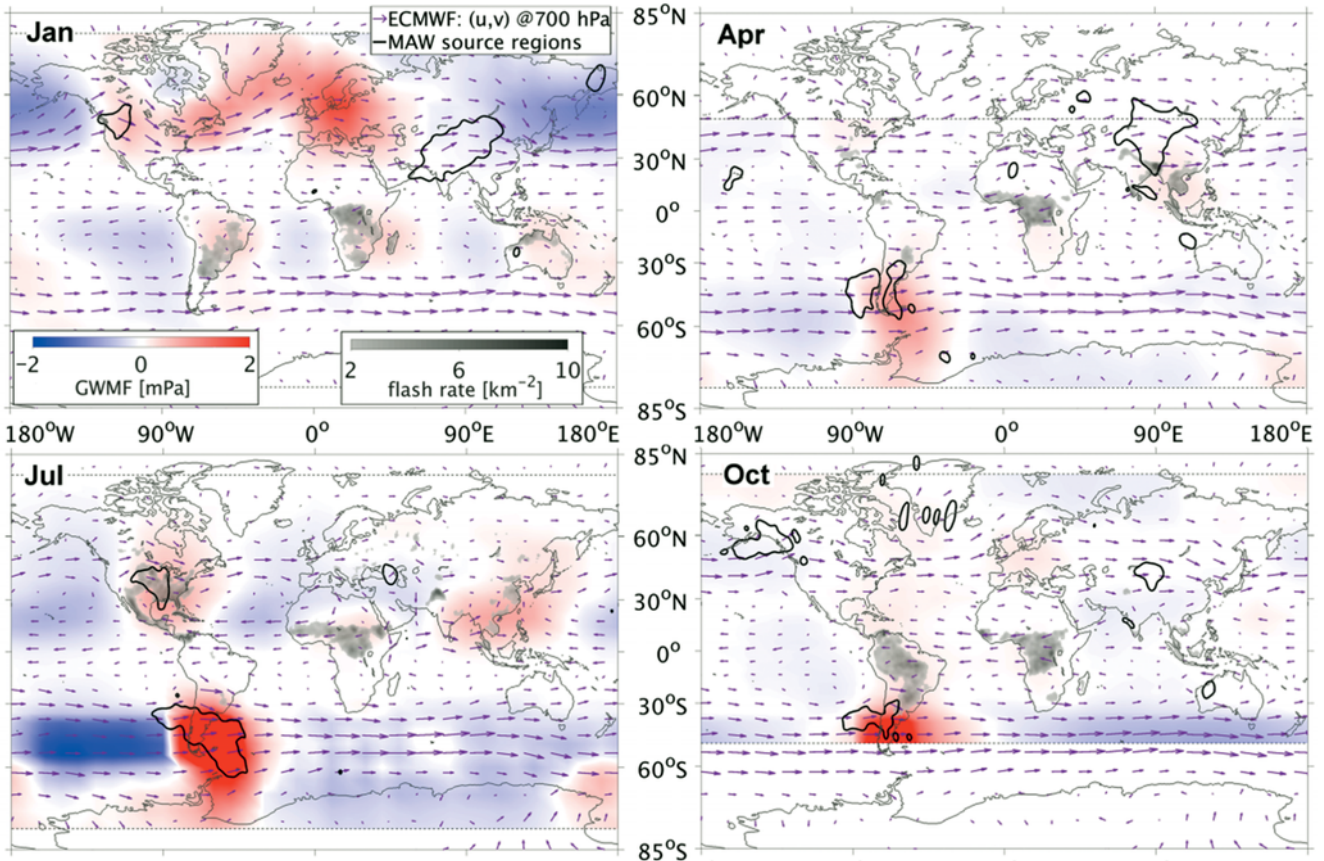 Jan
→ECMWF: (u,v) @700 hPa
MAW source regions
−2 0 2
GWMF [mPa]
2 6 10
flash rate [km⁻²]
85°N
60°N
30°N
0°
30°S
60°S
85°S
Apr
180°W 90°W 0° 90°E 180°E
180°W 90°W 0° 90°E 180°E
Jul
85°N
60°N
30°N
0°
30°S
60°S
85°S
Oct